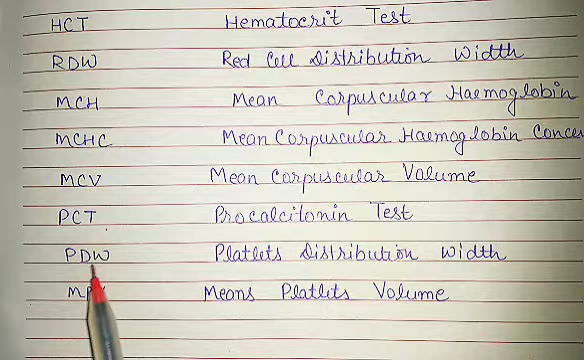 HCT Hematocrit Test
RDW Red Cell Distribution Width
MCH Mean Corpuscular Haemoglobin
MCHC Mean Corpuscular Haemoglobin
MCV Mean Corpuscular Volume
PCT Procalcitonin Test
PDW Platlets Distribution Width
Means Platlets Volume